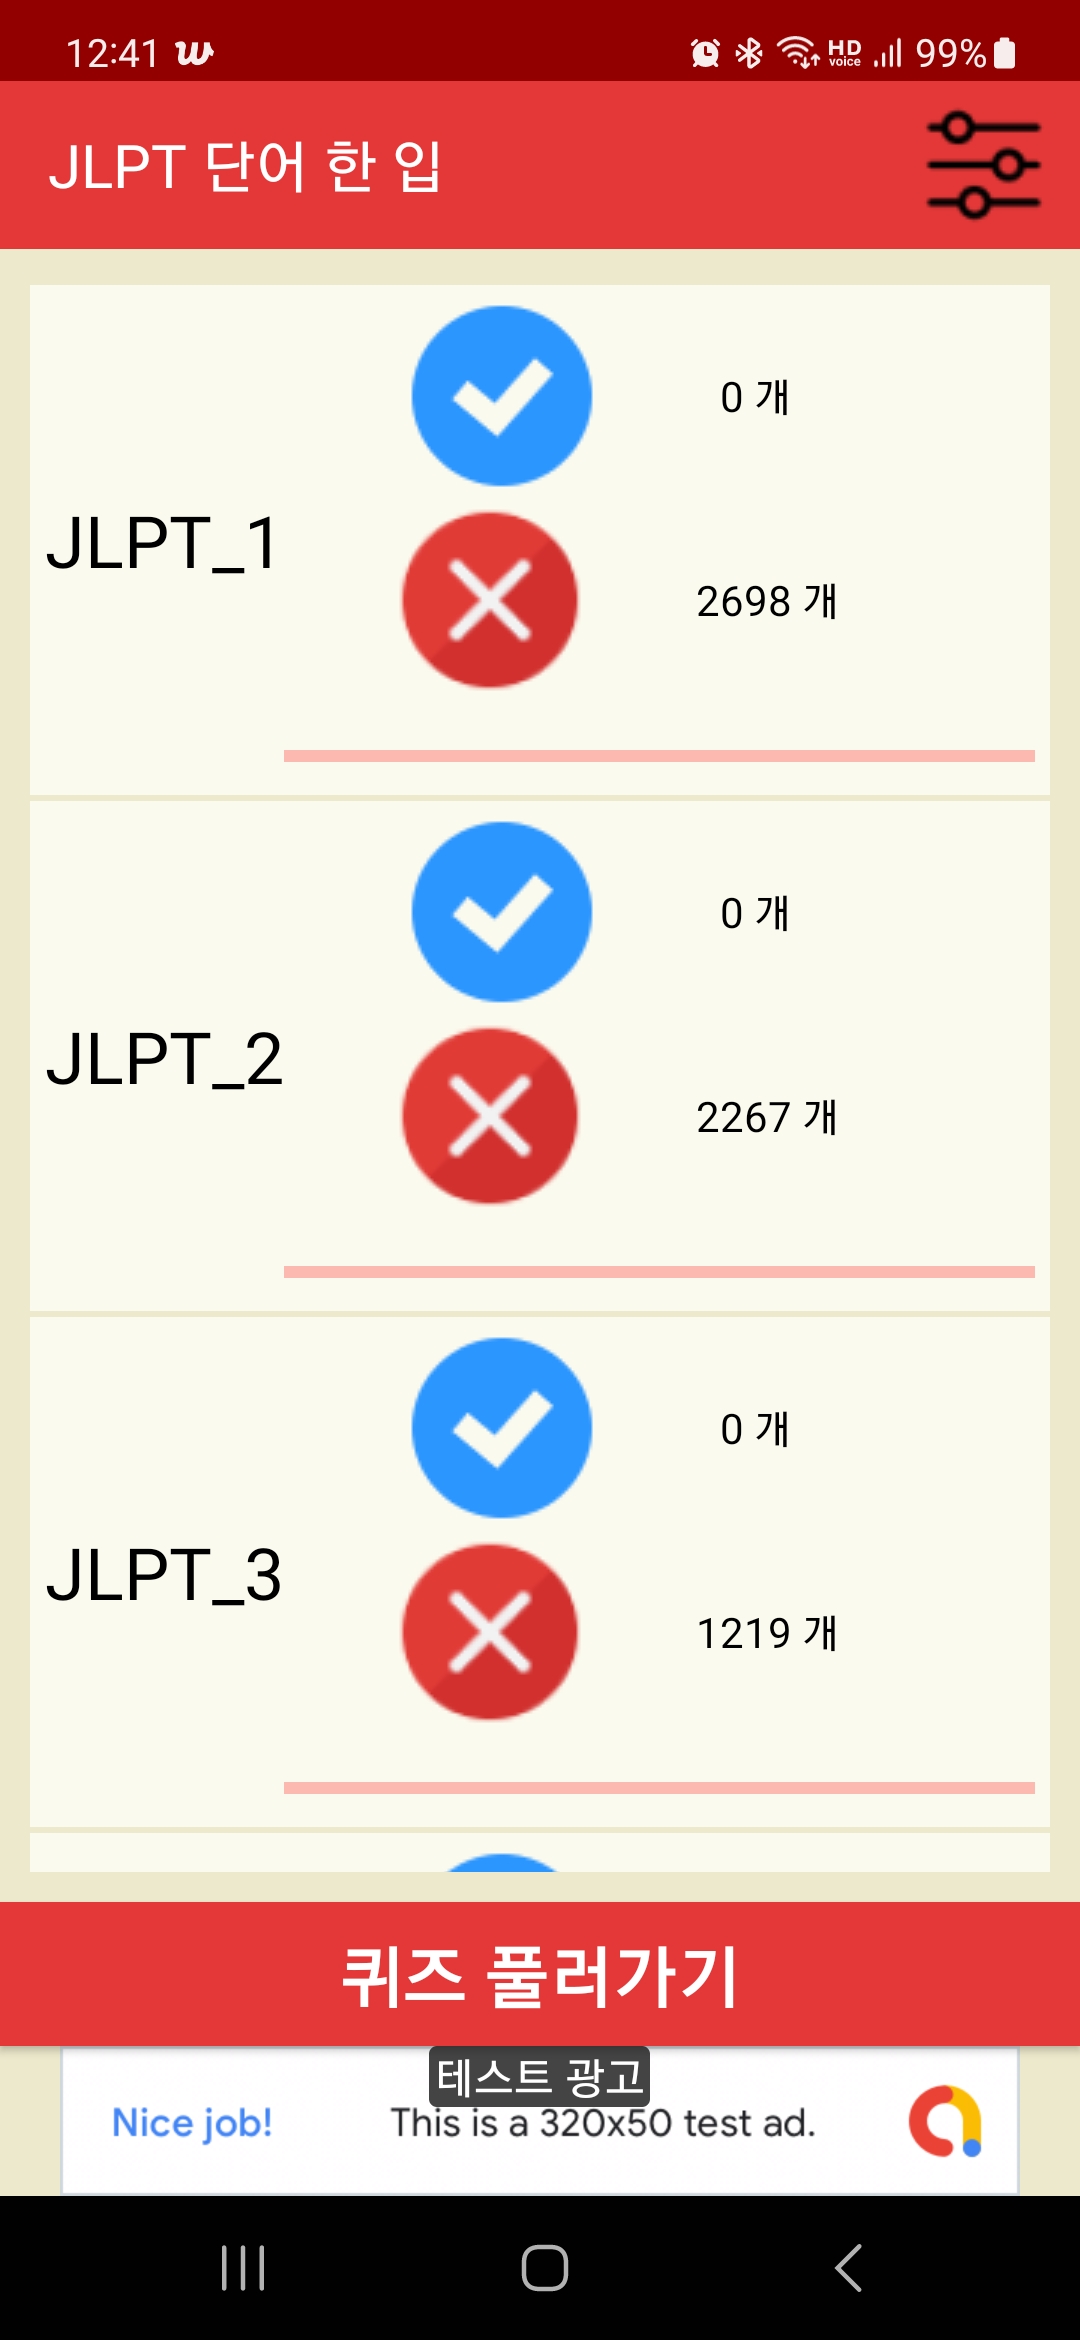 12:41 w HD voice 99%
JLPT 단어 한 입
0 개
JLPT_1
2698 개
0 개
JLPT_2
2267 개
0 개
JLPT_3
1219 개
퀴즈 풀러가기
테스트 광고
Nice job! This is a 320x50 test ad.